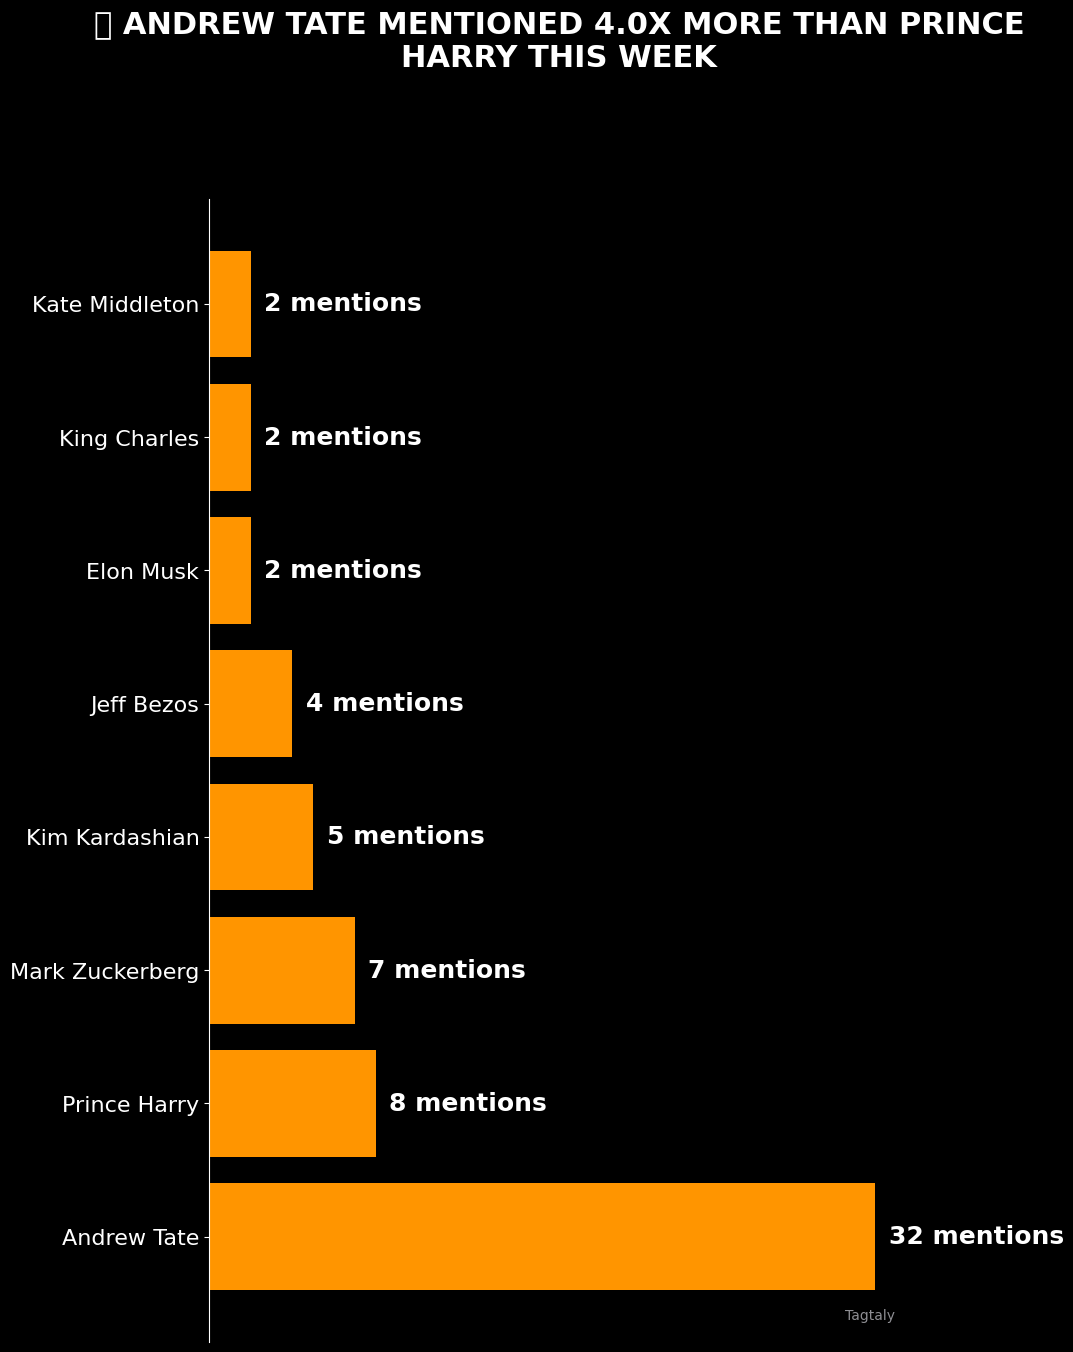 ANDREW TATE MENTIONED 4.0X MORE THAN PRINCE
HARRY THIS WEEK
Kate Middleton 2 mentions
King Charles 2 mentions
Elon Musk 2 mentions
Jeff Bezos 4 mentions
Kim Kardashian 5 mentions
Mark Zuckerberg 7 mentions
Prince Harry 8 mentions
Andrew Tate 32 mentions
Tagtaly